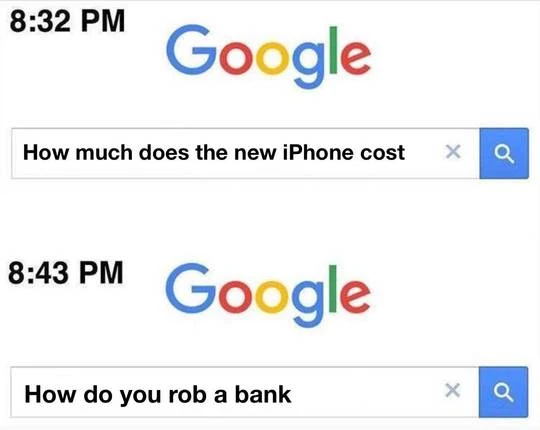 8:32 PM
Google
How much does the new iPhone cost
8:43 PM
Google
How do you rob a bank